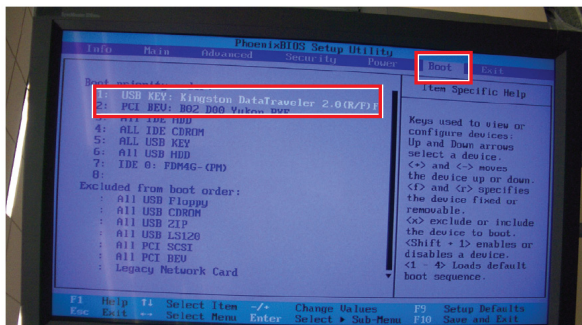 PhoenixBIOS Setup Utility
Info Main Advanced Security Power Boot Exit
Boot priority order:
1: USB KEY: Kingston DataTraveler 2.0(R/F)F
2: PCI BEV: B02 D00 Yukon PXE
3: All IDE HDD
4: ALL IDE CDROM
5: ALL USB KEY
6: All USB HDD
7: IDE 0: FDM4G-(PM)
8:
Excluded from boot order:
: All USB Floppy
: All USB CDROM
: All USB ZIP
: All USB LS120
: All PCI SCSI
: All PCI BEV
: Legacy Network Card
Item Specific Help
Keys used to view or
configure devices:
Up and Down arrows
select a device.
<+> and <-> moves
the device up or down.
<f> and <r> specifies
the device fixed or
removable.
<x> exclude or include
the device to boot.
<Shift + 1> enables or
disables a device.
<1 - 4> Loads default
boot sequence.
F1 Help ↑↓ Select Item -/+ Change Values F9 Setup Defaults
Esc Exit ↔ Select Menu Enter Select ▶ Sub-Menu F10 Save and Exit